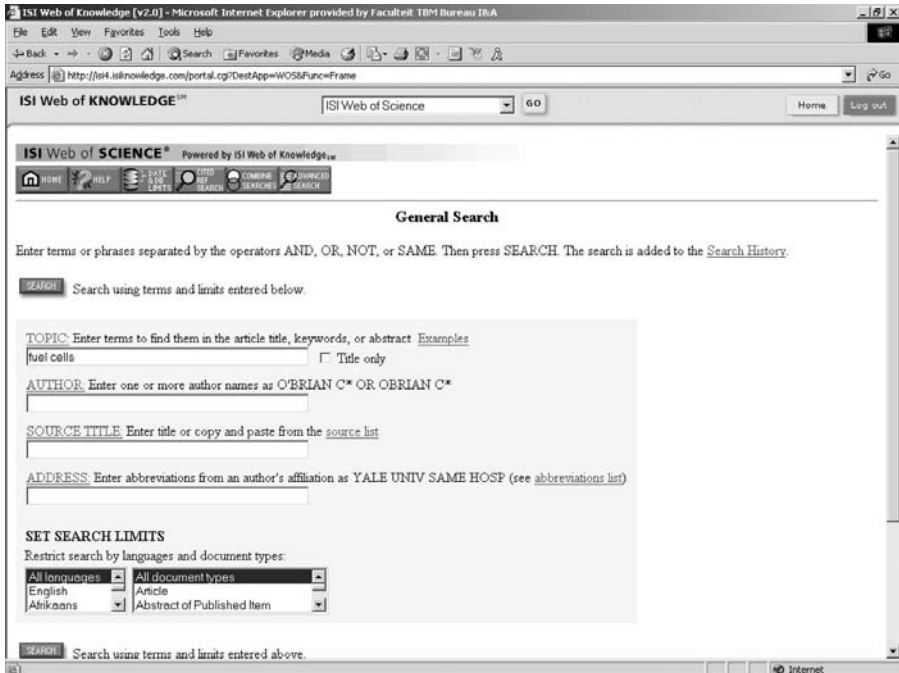 ISI Web of Knowledge [v2.0] - Microsoft Internet Explorer provided by Faculteit TBM Bureau I&A
File Edit View Favorites Tools Help
Back Search Favorites Media
Address http://isi4.isiknowledge.com/portal.cgi?DestApp=WOS&Func=Frame Go
ISI Web of KNOWLEDGE SM ISI Web of Science GO Home Log out
ISI Web of SCIENCE® Powered by ISI Web of Knowledge SM
HOME HELP DATE & DB LIMITS CITED REF SEARCH COMBINE SEARCHES ADVANCED SEARCH
General Search
Enter terms or phrases separated by the operators AND, OR, NOT, or SAME. Then press SEARCH. The search is added to the Search History.
SEARCH Search using terms and limits entered below.
TOPIC: Enter terms to find them in the article title, keywords, or abstract Examples
fuel cells Title only
AUTHOR: Enter one or more author names as O'BRIAN C* OR OBRIAN C*
SOURCE TITLE: Enter title or copy and paste from the source list
ADDRESS: Enter abbreviations from an author's affiliation as YALE UNIV SAME HOSP (see abbreviations list)
SET SEARCH LIMITS
Restrict search by languages and document types:
All languages All document types
English Article
Afrikaans Abstract of Published Item
SEARCH Search using terms and limits entered above.
Internet